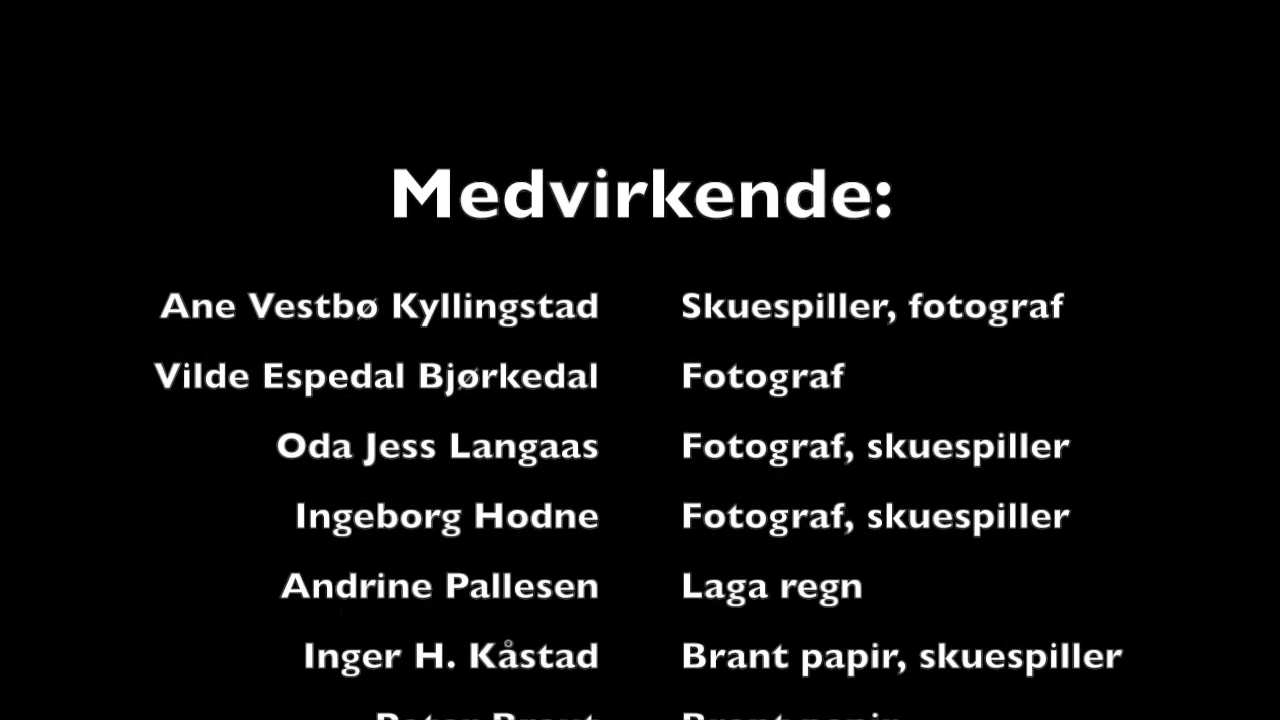 Medvirkende:
Ane Vestbø Kyllingstad Skuespiller, fotograf
Vilde Espedal Bjørkedal Fotograf
Oda Jess Langaas Fotograf, skuespiller
Ingeborg Hodne Fotograf, skuespiller
Andrine Pallesen Laga regn
Inger H. Kåstad Brant papir, skuespiller